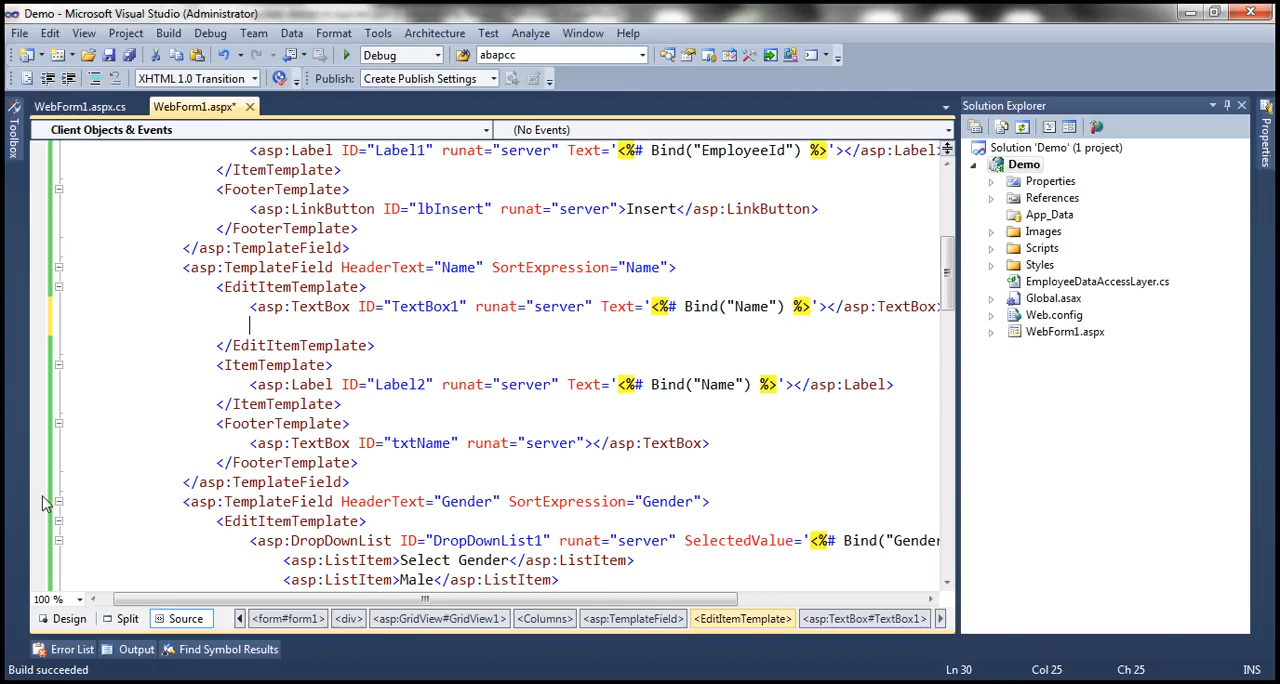 Demo - Microsoft Visual Studio (Administrator)
File Edit View Project Build Debug Team Data Format Tools Architecture Test Analyze Window Help
Debug abapcc
XHTML 1.0 Transition Publish: Create Publish Settings
WebForm1.aspx.cs WebForm1.aspx*
Client Objects & Events (No Events)
<asp:Label ID="Label1" runat="server" Text='<%# Bind("EmployeeId") %>'></asp:Label
</ItemTemplate>
<FooterTemplate>
<asp:LinkButton ID="lbInsert" runat="server">Insert</asp:LinkButton>
</FooterTemplate>
</asp:TemplateField>
<asp:TemplateField HeaderText="Name" SortExpression="Name">
<EditItemTemplate>
<asp:TextBox ID="TextBox1" runat="server" Text='<%# Bind("Name") %>'></asp:TextBox>
</EditItemTemplate>
<ItemTemplate>
<asp:Label ID="Label2" runat="server" Text='<%# Bind("Name") %>'></asp:Label>
</ItemTemplate>
<FooterTemplate>
<asp:TextBox ID="txtName" runat="server"></asp:TextBox>
</FooterTemplate>
</asp:TemplateField>
<asp:TemplateField HeaderText="Gender" SortExpression="Gender">
<EditItemTemplate>
<asp:DropDownList ID="DropDownList1" runat="server" SelectedValue='<%# Bind("Gender
<asp:ListItem>Select Gender</asp:ListItem>
<asp:ListItem>Male</asp:ListItem>
100 %
Design Split Source <form#form1> <div> <asp:GridView#GridView1> <Columns> <asp:TemplateField> <EditItemTemplate> <asp:TextBox#TextBox1>
Error List Output Find Symbol Results
Build succeeded Ln 30 Col 25 Ch 25 INS
Toolbox
Solution Explorer
Solution 'Demo' (1 project)
Demo
Properties
References
App_Data
Images
Scripts
Styles
EmployeeDataAccessLayer.cs
Global.asax
Web.config
WebForm1.aspx
Properties